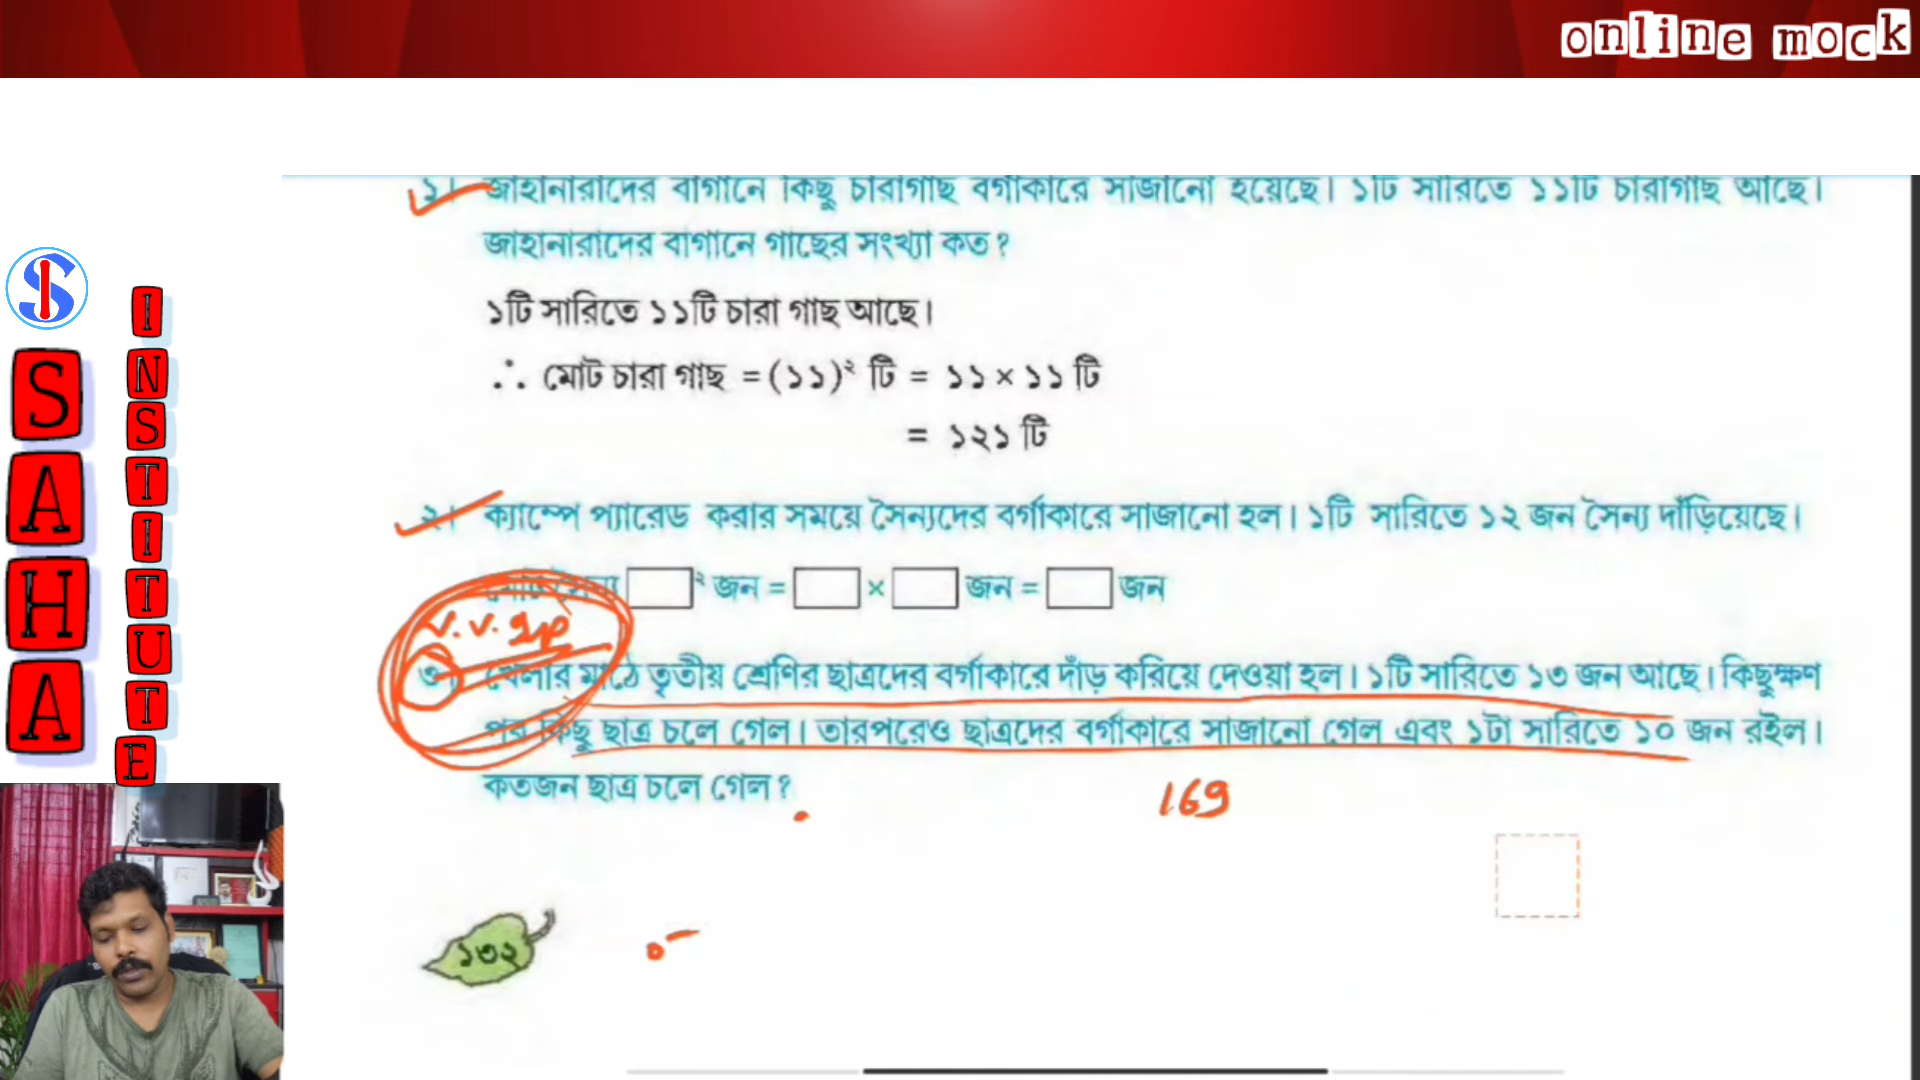 online mock
১। জাহানারাদের বাগানে কিছু চারাগাছ বর্গাকারে সাজানো হয়েছে। ১টি সারিতে ১১টি চারাগাছ আছে।
জাহানারাদের বাগানে গাছের সংখ্যা কত?
১টি সারিতে ১১টি চারা গাছ আছে।
∴ মোট চারা গাছ = (১১)² টি = ১১ × ১১ টি
= ১২১ টি
২। ক্যাম্পে প্যারেড করার সময়ে সৈন্যদের বর্গাকারে সাজানো হল। ১টি সারিতে ১২ জন সৈন্য দাঁড়িয়েছে।
² জন = × জন = জন
V.V. Imp
৩। খেলার মাঠে তৃতীয় শ্রেণির ছাত্রদের বর্গাকারে দাঁড় করিয়ে দেওয়া হল। ১টি সারিতে ১৩ জন আছে। কিছুক্ষণ
পর কিছু ছাত্র চলে গেল। তারপরেও ছাত্রদের বর্গাকারে সাজানো গেল এবং ১টা সারিতে ১০ জন রইল।
কতজন ছাত্র চলে গেল?
169
১৩২
SAHA
INSTITUTE